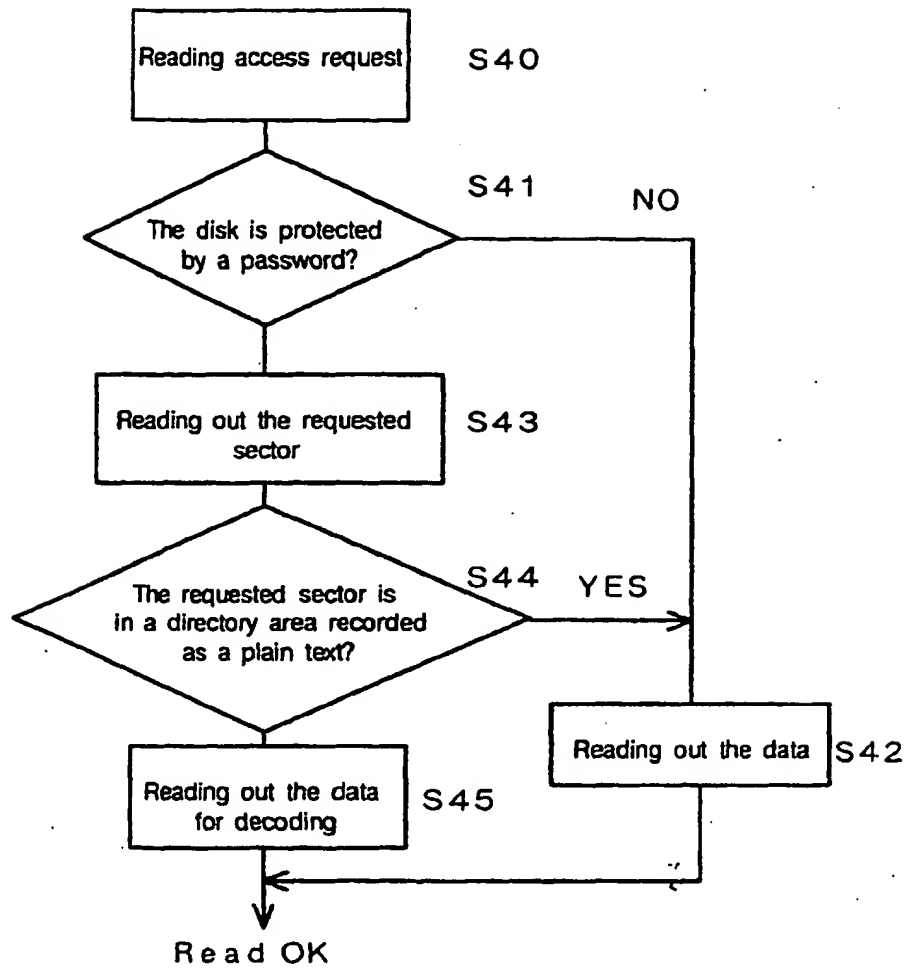 Reading access request
S40
S41
NO
The disk is protected
by a password?
Reading out the requested
sector
S43
S44
YES
The requested sector is
in a directory area recorded
as a plain text?
Reading out the data
S42
Reading out the data
for decoding
S45
Read OK